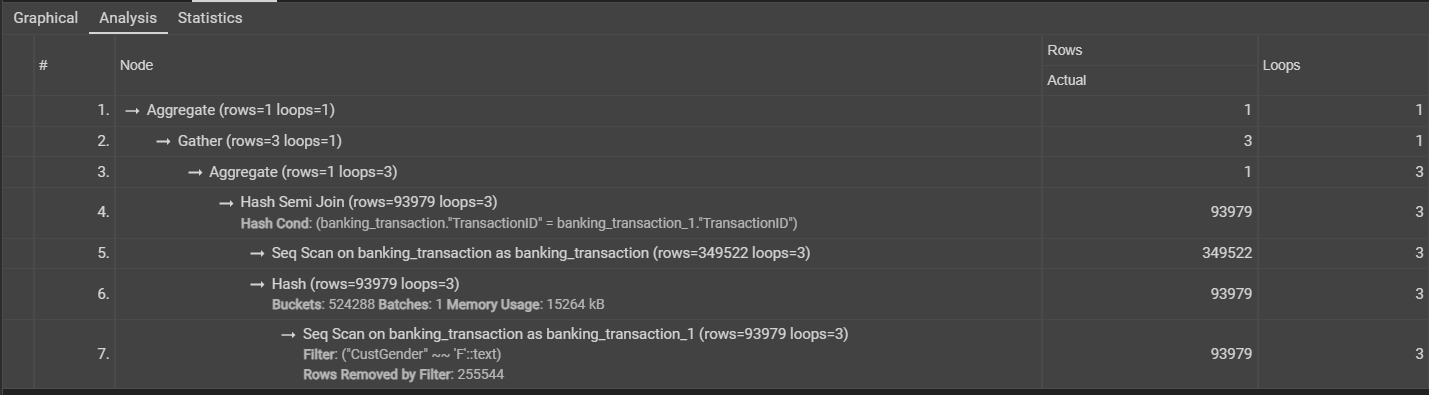 Graphical Analysis Statistics
# Node Rows Loops
Actual
1. → Aggregate (rows=1 loops=1) 1 1
2. → Gather (rows=3 loops=1) 3 1
3. → Aggregate (rows=1 loops=3) 1 3
4. → Hash Semi Join (rows=93979 loops=3) 93979 3
Hash Cond: (banking_transaction."TransactionID" = banking_transaction_1."TransactionID")
5. → Seq Scan on banking_transaction as banking_transaction (rows=349522 loops=3) 349522 3
6. → Hash (rows=93979 loops=3) 93979 3
Buckets: 524288 Batches: 1 Memory Usage: 15264 kB
7. → Seq Scan on banking_transaction as banking_transaction_1 (rows=93979 loops=3) 93979 3
Filter: ("CustGender" ~~ 'F'::text)
Rows Removed by Filter: 255544